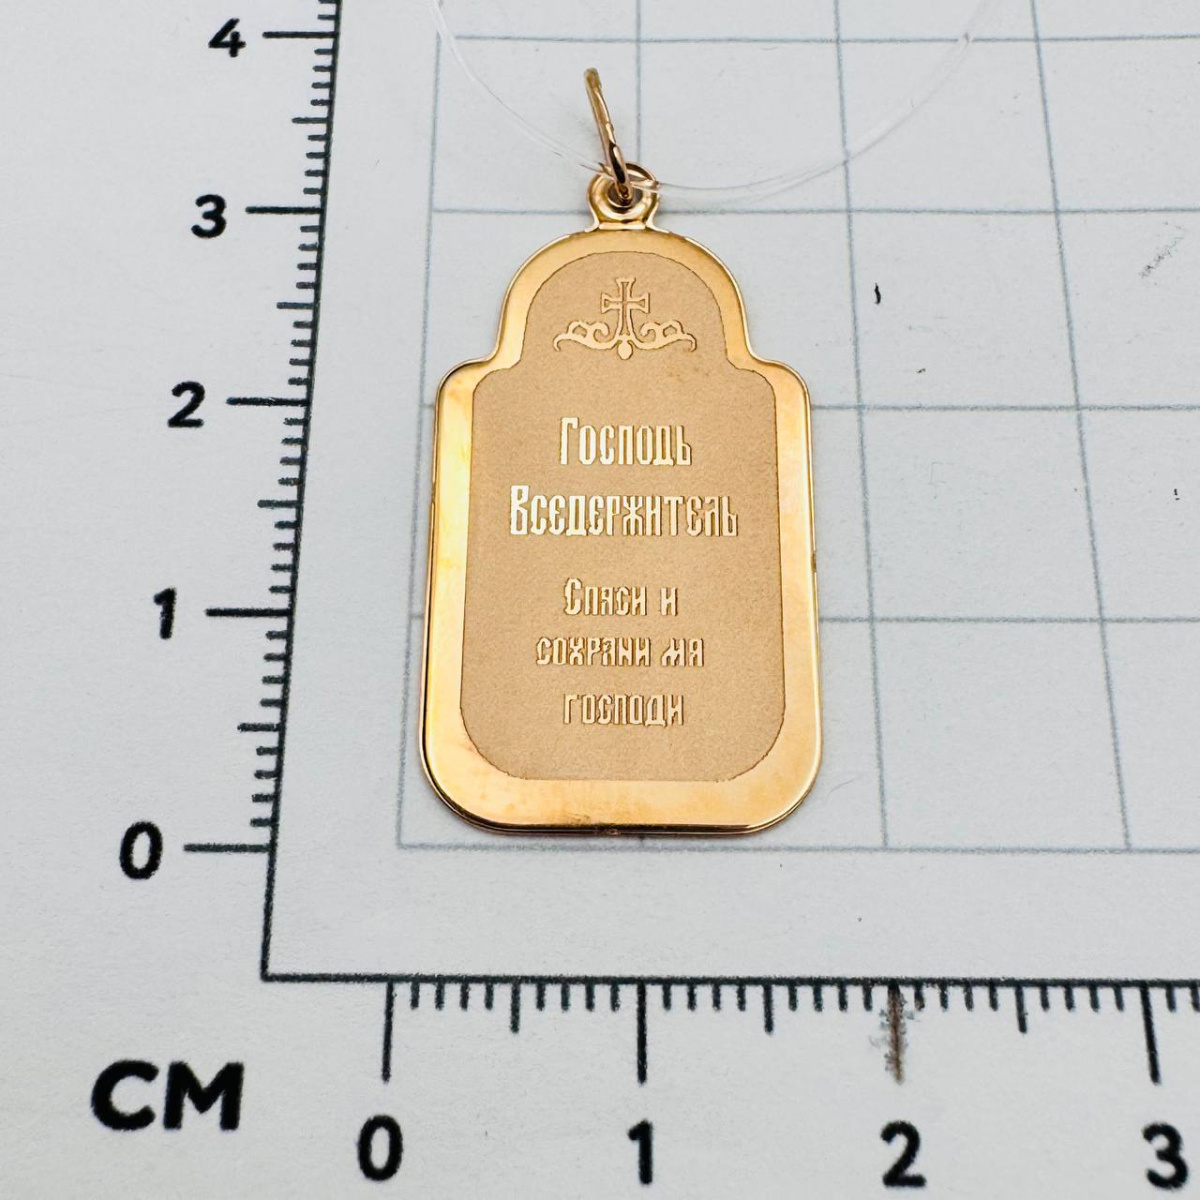 4
3
Господь
2
Вседержитель
Спаси и
1
сохрани мя
господи
0
СМ
0 1 2 3